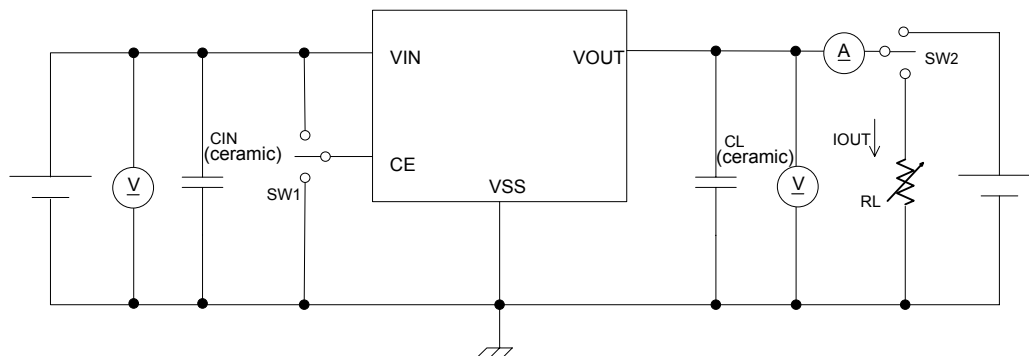 VIN
VOUT
A
SW2
CIN
(ceramic)
CL
(ceramic)
IOUT
V
CE
SW1
VSS
V
RL